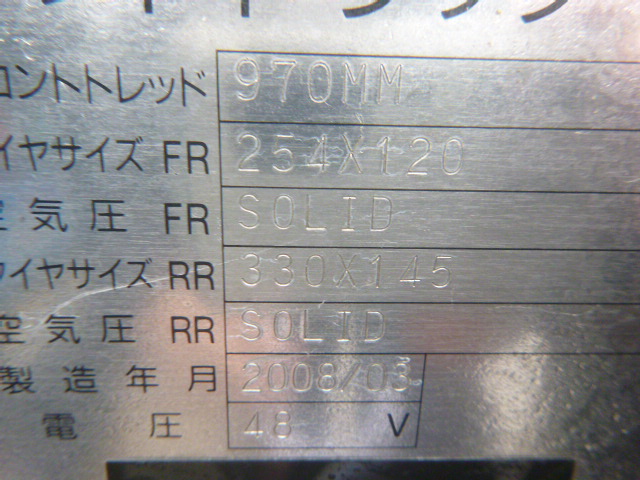 ロントトレッド 970MM
イヤサイズ FR 254X120
空気圧 FR SOLID
タイヤサイズ RR 330X145
空気圧 RR SOLID
製造年月 2008/03
電圧 48 V